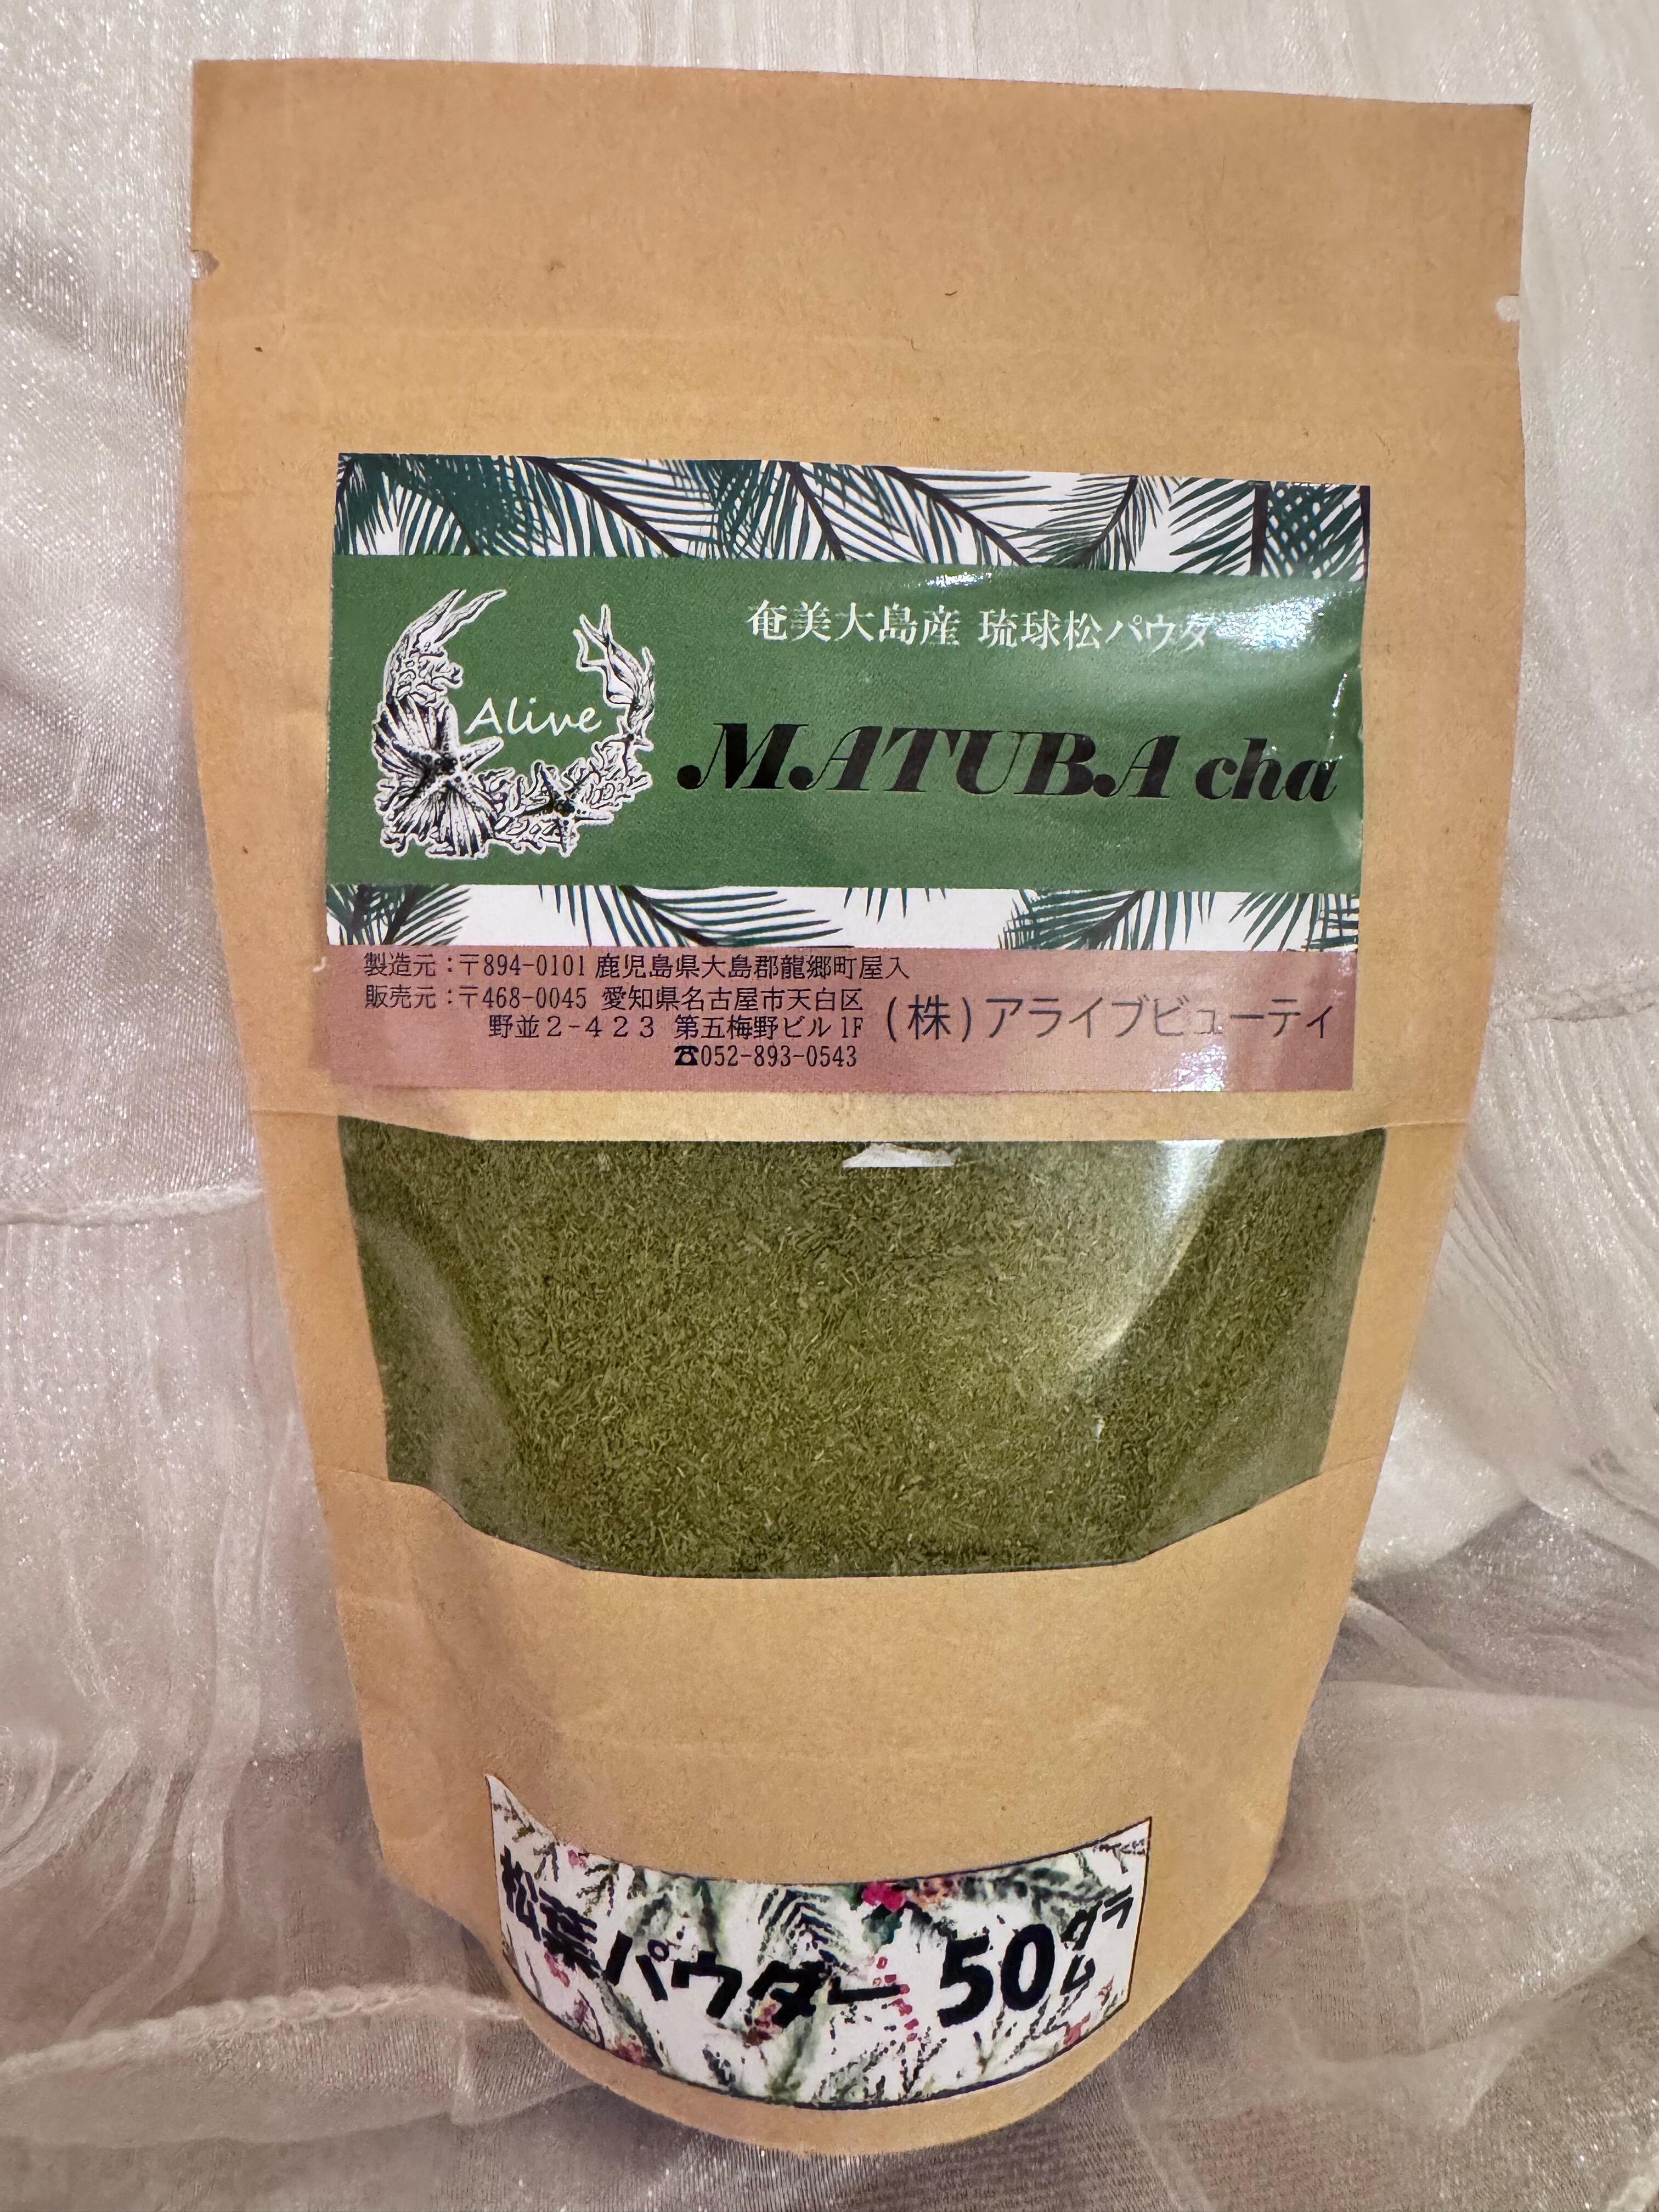 奄美大島産 琉球松パウダ
Alive
MATUBA cha
製造元：〒894-0101 鹿児島県大島郡龍郷町屋入
販売元：〒468-0045 愛知県名古屋市天白区
野並２-４２３ 第五梅野ビル1F
☎052-893-0543
(株)アライブビューティ
松葉パウダー 50グラム